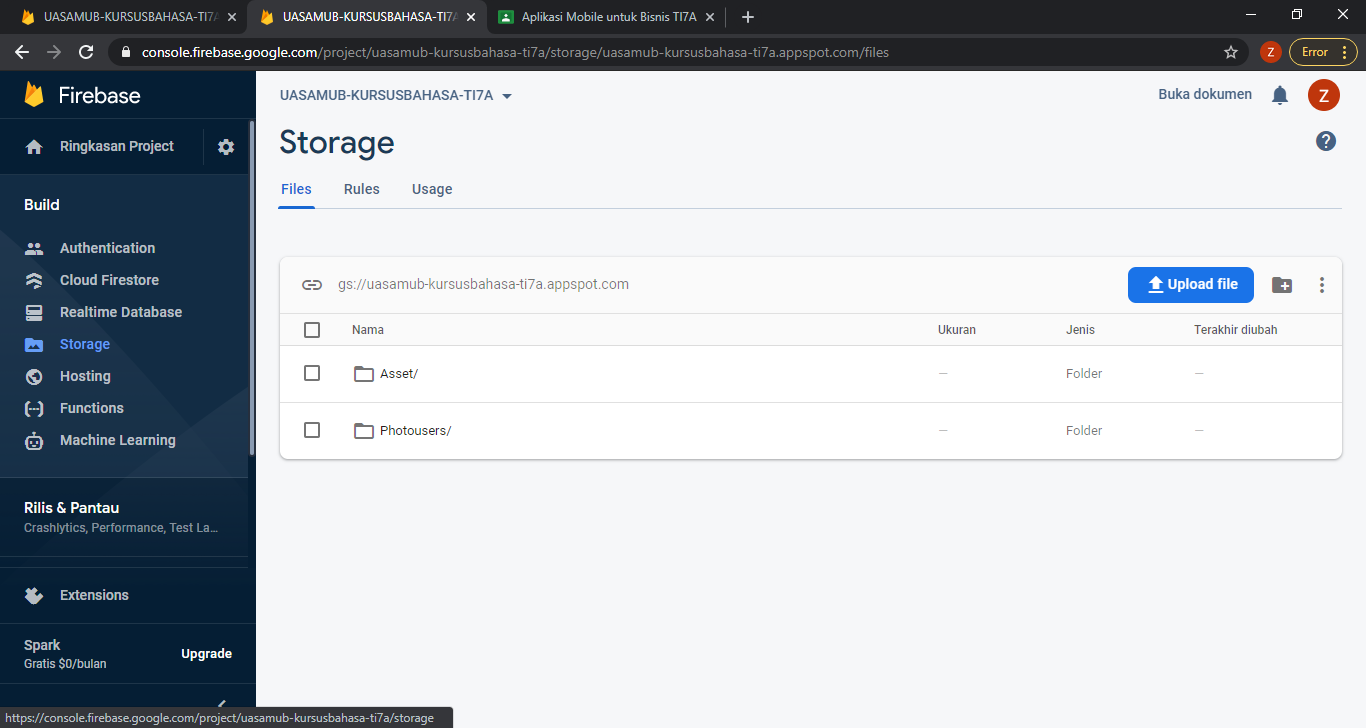 UASAMUB-KURSUSBAHASA-TI7A
UASAMUB-KURSUSBAHASA-TI7A
Aplikasi Mobile untuk Bisnis TI7A
console.firebase.google.com/project/uasamub-kursusbahasa-ti7a/storage/uasamub-kursusbahasa-ti7a.appspot.com/files
Z
Error
Firebase
UASAMUB-KURSUSBAHASA-TI7A
Buka dokumen
Z
Ringkasan Project
Storage
?
Files Rules Usage
Build
Authentication
Cloud Firestore
Realtime Database
Storage
Hosting
Functions
Machine Learning
gs://uasamub-kursusbahasa-ti7a.appspot.com
Upload file
Nama Ukuran Jenis Terakhir diubah
Asset/ — Folder —
Photousers/ — Folder —
Rilis & Pantau
Crashlytics, Performance, Test La...
Extensions
Spark
Gratis $0/bulan
Upgrade
https://console.firebase.google.com/project/uasamub-kursusbahasa-ti7a/storage